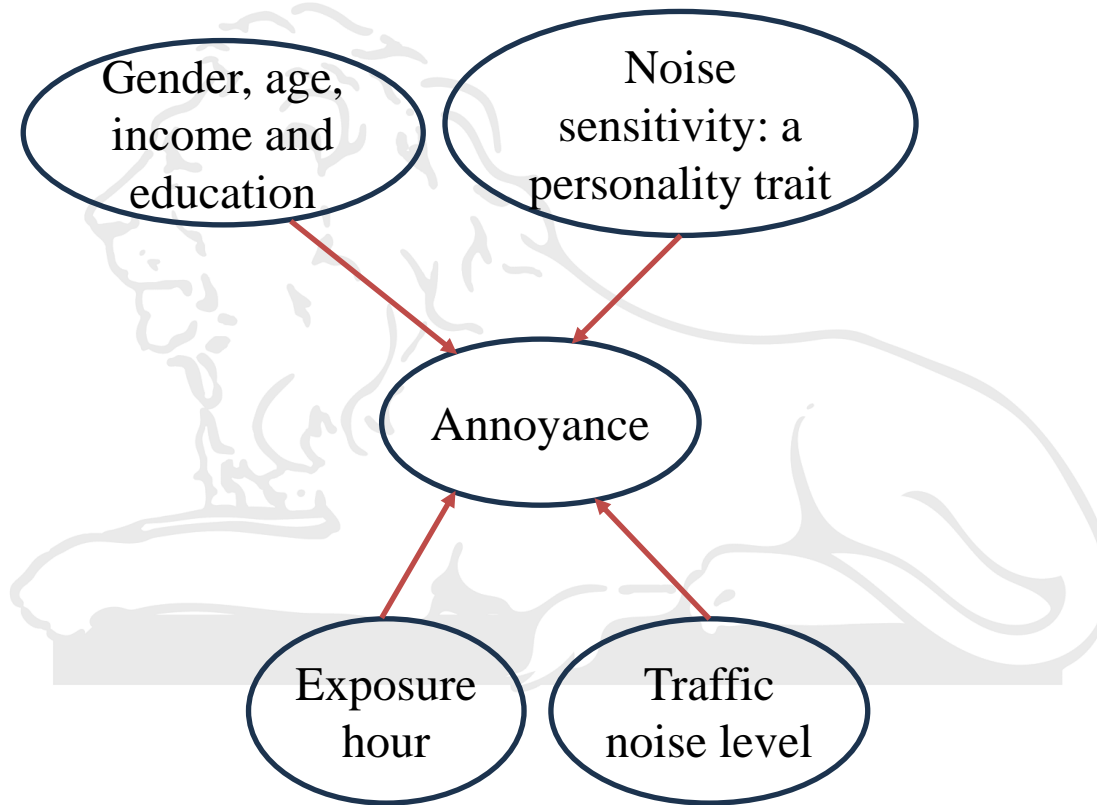 Gender, age,
income and
education
Noise
sensitivity: a
personality trait
Annoyance
Exposure
hour
Traffic
noise level